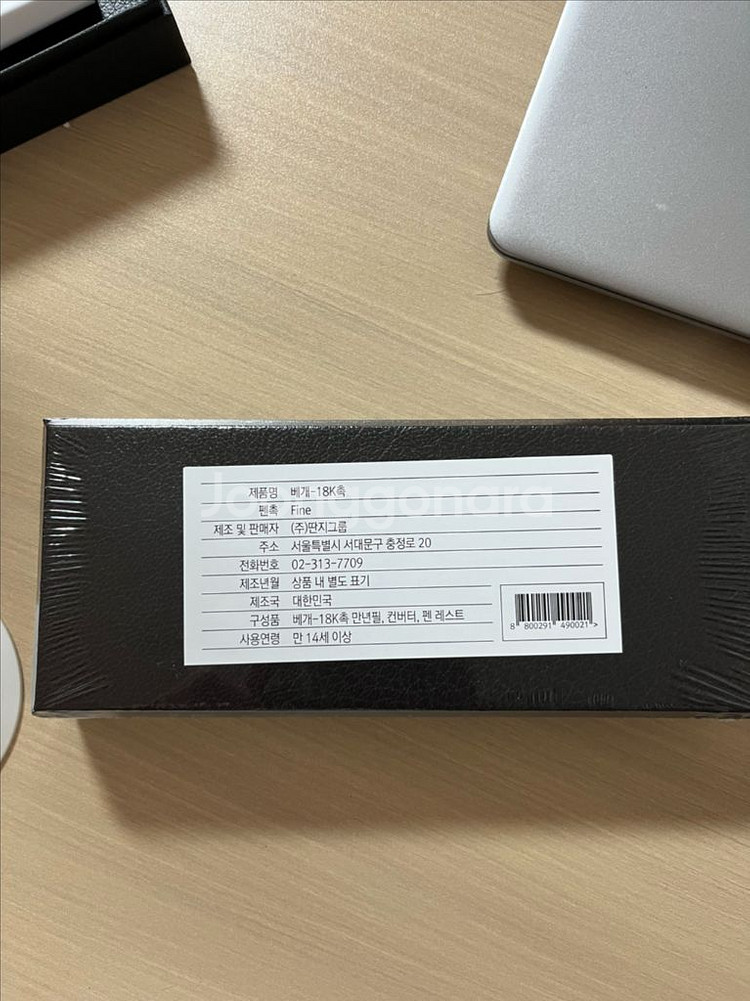 제품명 베개-18K촉
펜촉 Fine
제조 및 판매자 (주)딴지그룹
주소 서울특별시 서대문구 충정로 20
전화번호 02-313-7709
제조년월 상품 내 별도 표기
제조국 대한민국
구성품 베개-18K촉 만년필, 컨버터, 펜 레스트
사용연령 만 14세 이상
8 800291 490021 >
Joonggonara